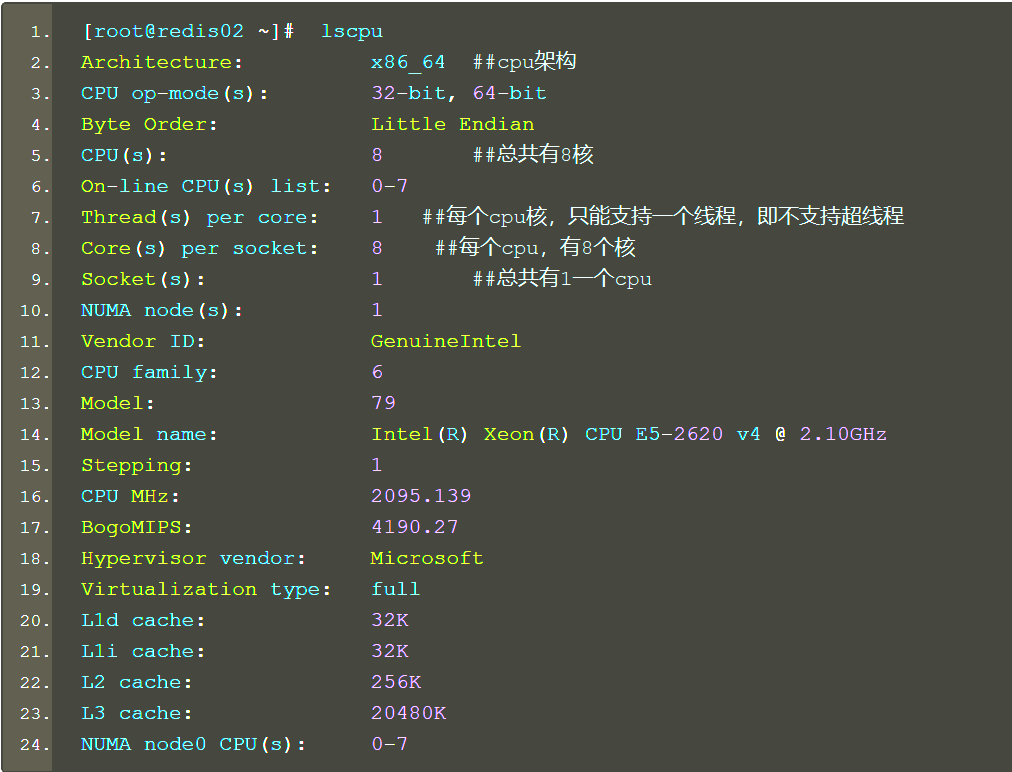 1. [root@redis02 ~]#  lscpu
2. Architecture:          x86_64  ##cpu架构
3. CPU op-mode(s):        32-bit, 64-bit
4. Byte Order:            Little Endian
5. CPU(s):                8       ##总共有8核
6. On-line CPU(s) list:   0-7
7. Thread(s) per core:    1   ##每个cpu核，只能支持一个线程，即不支持超线程
8. Core(s) per socket:    8    ##每个cpu，有8个核
9. Socket(s):             1       ##总共有1一个cpu
10. NUMA node(s):          1
11. Vendor ID:             GenuineIntel
12. CPU family:            6
13. Model:                 79
14. Model name:            Intel(R) Xeon(R) CPU E5-2620 v4 @ 2.10GHz
15. Stepping:              1
16. CPU MHz:               2095.139
17. BogoMIPS:              4190.27
18. Hypervisor vendor:     Microsoft
19. Virtualization type:   full
20. L1d cache:             32K
21. L1i cache:             32K
22. L2 cache:              256K
23. L3 cache:              20480K
24. NUMA node0 CPU(s):     0-7